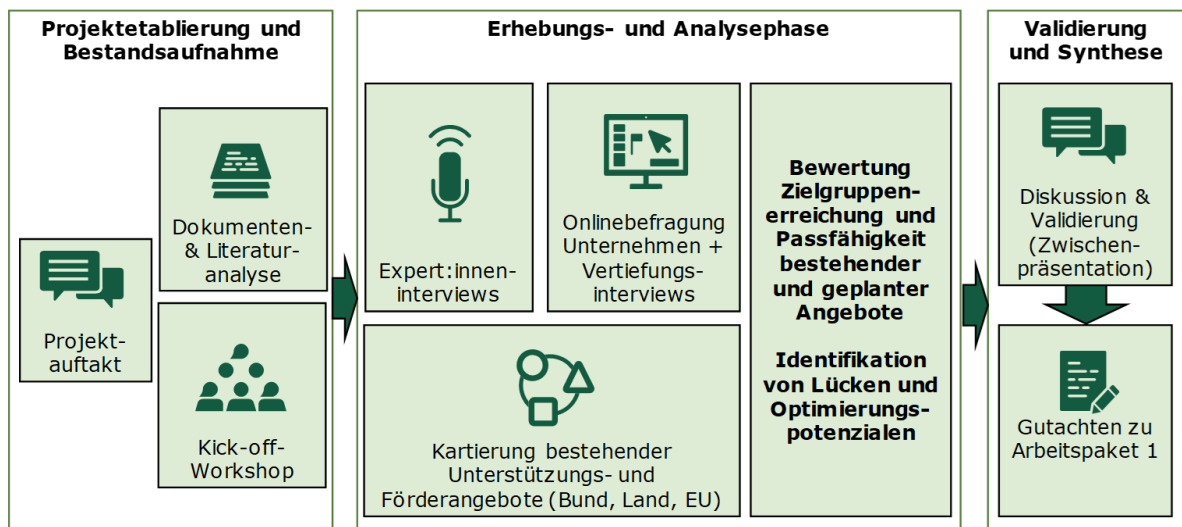 Projektetablierung und
Bestandsaufnahme
Projekt-
auftakt
Dokumenten-
& Literatur-
analyse
Kick-off-
Workshop
Erhebungs- und Analysephase
Expert:innen-
interviews
Onlinebefragung
Unternehmen +
Vertiefungs-
interviews
Kartierung bestehender
Unterstützungs- und
Förderangebote (Bund, Land, EU)
Bewertung
Zielgruppen-
erreichung und
Passfähigkeit
bestehender
und geplanter
Angebote
Identifikation
von Lücken und
Optimierungs-
potenzialen
Validierung
und Synthese
Diskussion &
Validierung
(Zwischen-
präsentation)
Gutachten zu
Arbeitspaket 1